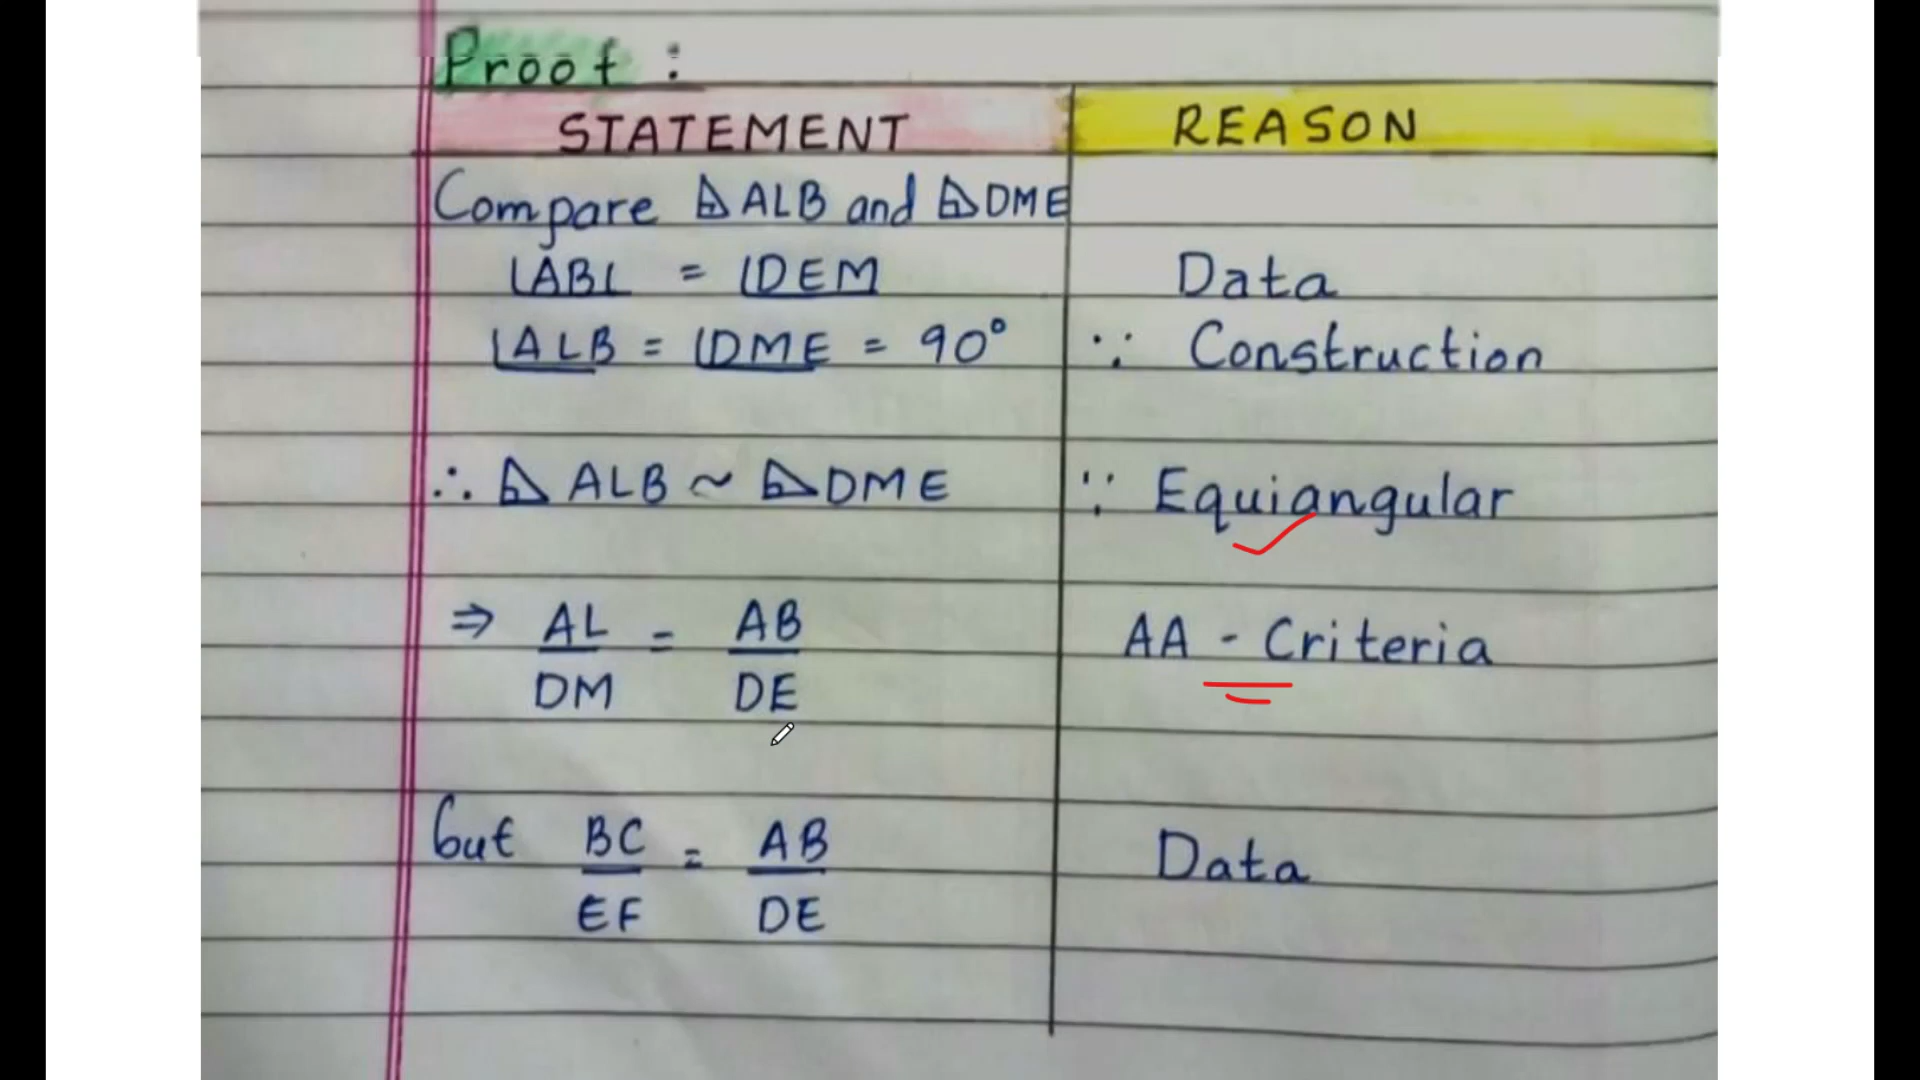 Proof :
STATEMENT REASON
Compare △ALB and △DME
∠ABL = ∠DEM Data
∠ALB = ∠DME = 90° ∵ Construction
∴ △ALB ~ △DME ∵ Equiangular
⇒ AL/DM = AB/DE AA - Criteria
but BC/EF = AB/DE Data